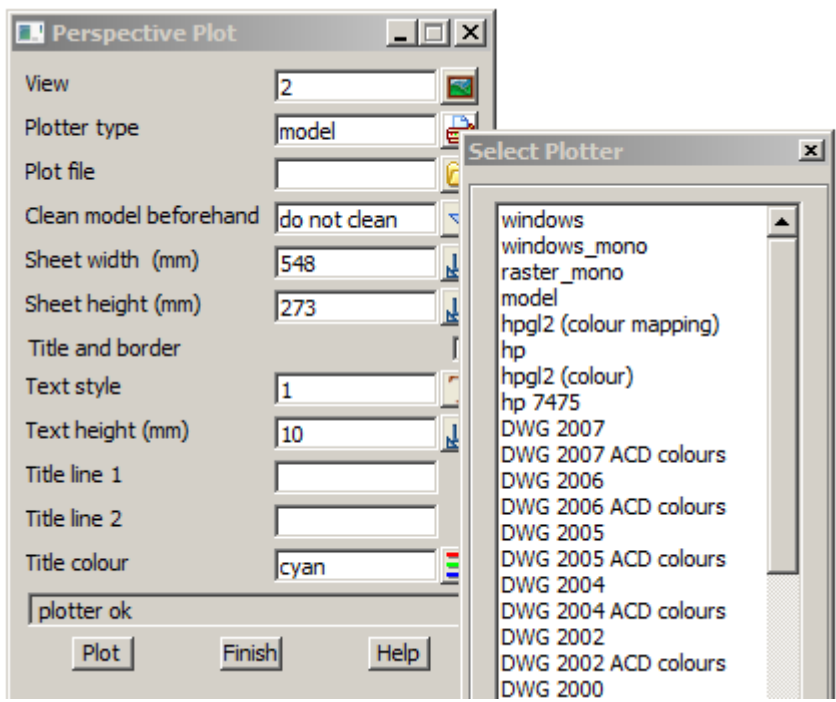 Perspective Plot
View 2
Plotter type model
Plot file
Clean model beforehand do not clean
Sheet width (mm) 548
Sheet height (mm) 273
Title and border
Text style 1
Text height (mm) 10
Title line 1
Title line 2
Title colour cyan
plotter ok
Plot Finish Help
Select Plotter
windows
windows_mono
raster_mono
model
hpgl2 (colour mapping)
hp
hpgl2 (colour)
hp 7475
DWG 2007
DWG 2007 ACD colours
DWG 2006
DWG 2006 ACD colours
DWG 2005
DWG 2005 ACD colours
DWG 2004
DWG 2004 ACD colours
DWG 2002
DWG 2002 ACD colours
DWG 2000